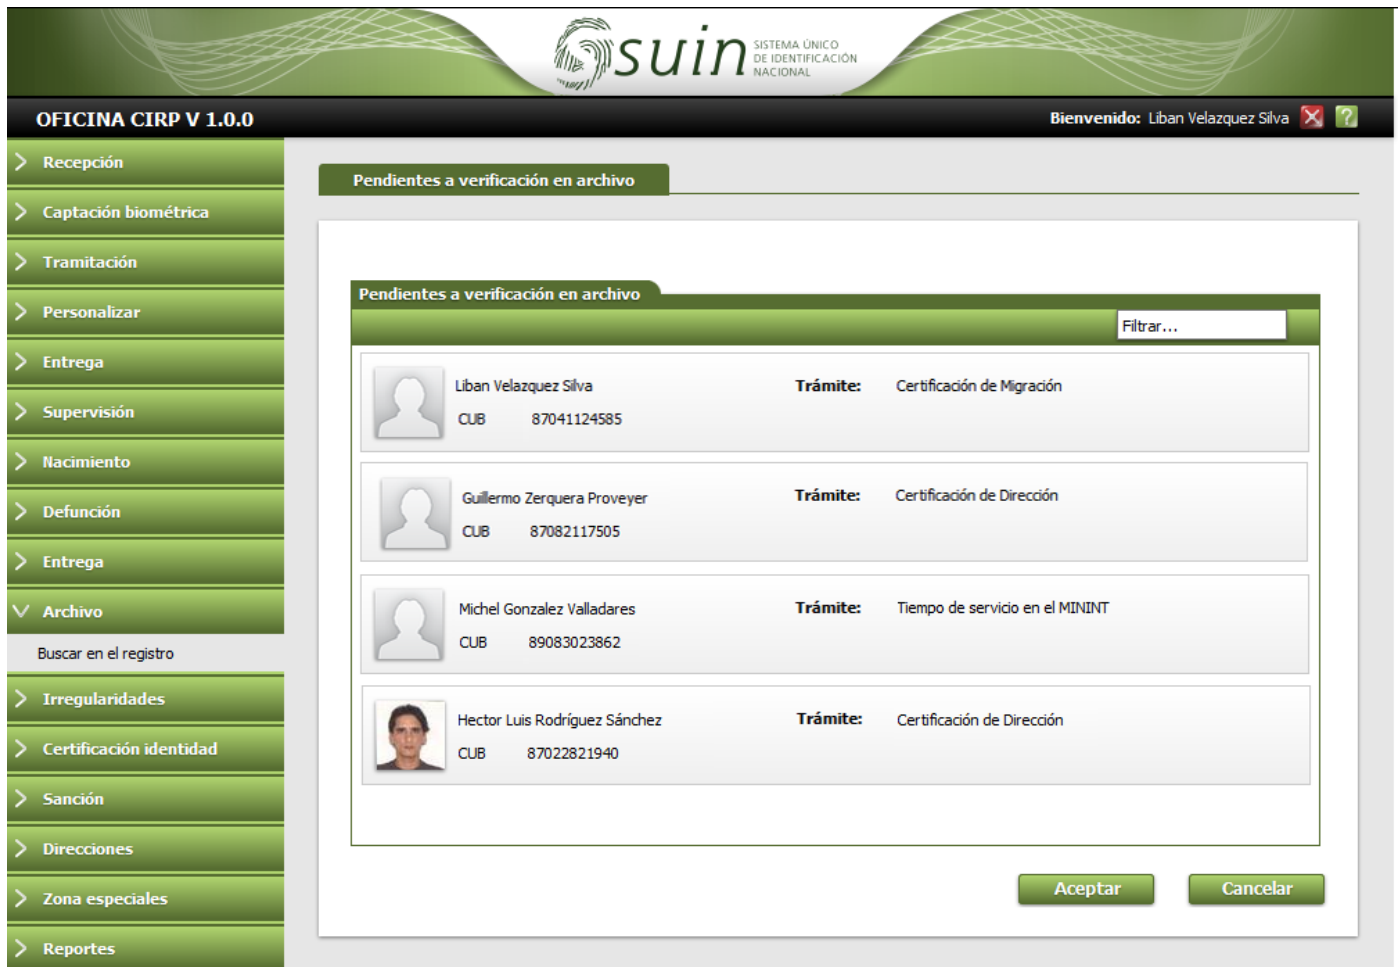 suin
SISTEMA ÚNICO
DE IDENTIFICACIÓN
NACIONAL
OFICINA CIRP V 1.0.0
Bienvenido: Liban Velazquez Silva
Recepción
Captación biométrica
Tramitación
Personalizar
Entrega
Supervisión
Nacimiento
Defunción
Entrega
Archivo
Buscar en el registro
Irregularidades
Certificación identidad
Sanción
Direcciones
Zona especiales
Reportes
Pendientes a verificación en archivo
Pendientes a verificación en archivo
Filtrar...
Liban Velazquez Silva Trámite: Certificación de Migración
CUB 87041124585
Guillermo Zerquera Proveyer Trámite: Certificación de Dirección
CUB 87082117505
Michel Gonzalez Valladares Trámite: Tiempo de servicio en el MININT
CUB 89083023862
Hector Luis Rodríguez Sánchez Trámite: Certificación de Dirección
CUB 87022821940
Aceptar Cancelar